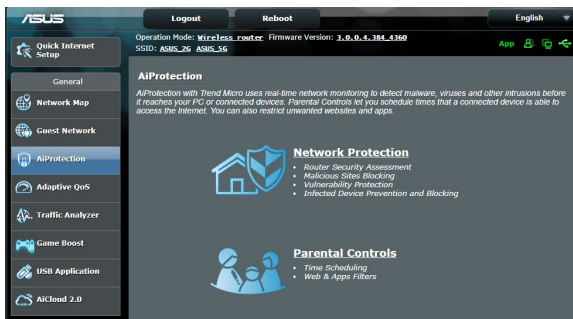 ASUS
Logout
Reboot
English
Quick Internet
Setup
Operation Mode: Wireless router Firmware Version: 3.0.0.4.384_4360
SSID: ASUS_2G ASUS_5G
App
General
Network Map
Guest Network
AiProtection
Adaptive QoS
Traffic Analyzer
Game Boost
USB Application
AiCloud 2.0
AiProtection
AiProtection with Trend Micro uses real-time network monitoring to detect malware, viruses and other intrusions before
it reaches your PC or connected devices. Parental Controls let you schedule times that a connected device is able to
access the Internet. You can also restrict unwanted websites and apps.
Network Protection
• Router Security Assessment
• Malicious Sites Blocking
• Vulnerability Protection
• Infected Device Prevention and Blocking
Parental Controls
• Time Scheduling
• Web & Apps Filters